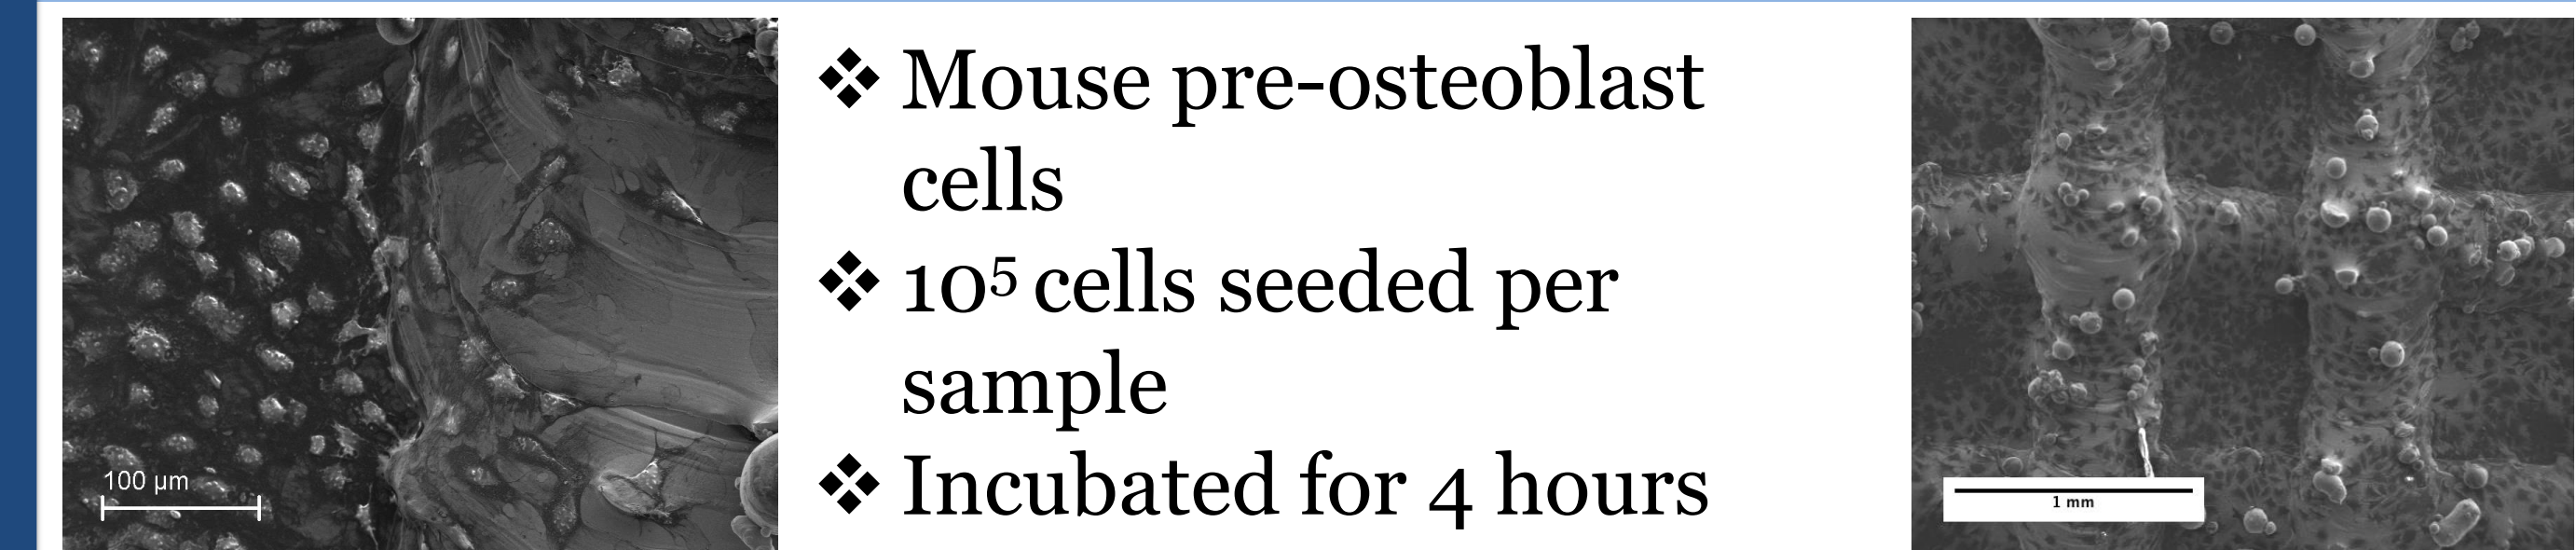 100 µm
❖ Mouse pre-osteoblast
cells
❖ 10⁵ cells seeded per
sample
❖ Incubated for 4 hours
1 mm